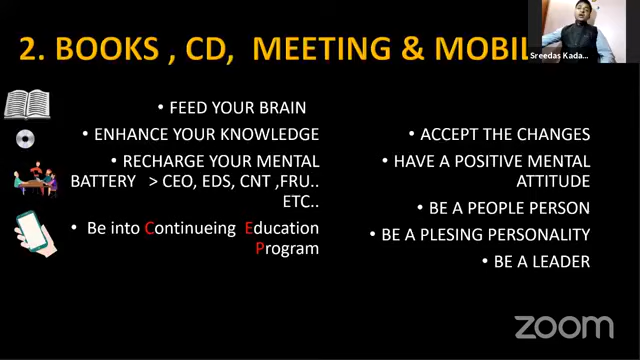 2. BOOKS , CD, MEETING & MOBIL
Sreedas Kada...
• FEED YOUR BRAIN
• ENHANCE YOUR KNOWLEDGE
• RECHARGE YOUR MENTAL
BATTERY > CEO, EDS, CNT ,FRU..
ETC..
• Be into Continueing Education
Program
• ACCEPT THE CHANGES
• HAVE A POSITIVE MENTAL
ATTITUDE
• BE A PEOPLE PERSON
• BE A PLESING PERSONALITY
• BE A LEADER
zoom